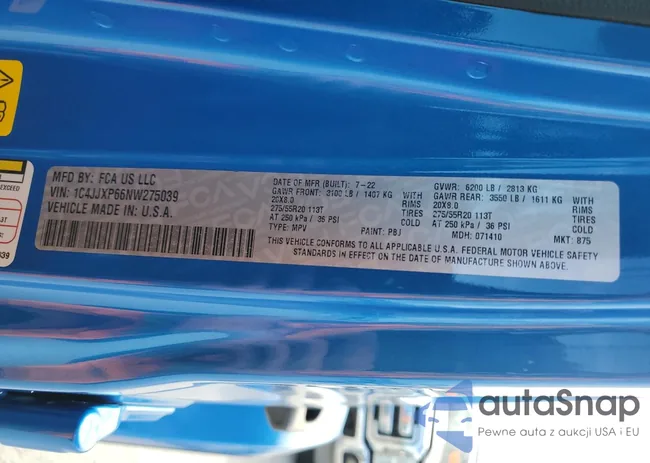 MFD BY: FCA US LLC
VIN: 1C4JJXP66NW275039
VEHICLE MADE IN: U.S.A.
DATE OF MFR (BUILT): 7-22
GAWR FRONT: 3100 LB / 1407 KG
20X8.0 RIMS
275/55R20 113T TIRES
AT 250 kPa / 36 PSI COLD
TYPE: MPV PAINT: PBJ
GVWR: 6200 LB / 2813 KG
GAWR REAR: 3550 LB / 1611 KG
20X8.0 RIMS
275/55R20 113T TIRES
AT 250 kPa / 36 PSI COLD
MDH: 071410 MKT: 875
THIS VEHICLE CONFORMS TO ALL APPLICABLE U.S.A. FEDERAL MOTOR VEHICLE SAFETY
STANDARDS IN EFFECT ON THE DATE OF MANUFACTURE SHOWN ABOVE.
autoSnap
Pewne auta z aukcji USA i EU